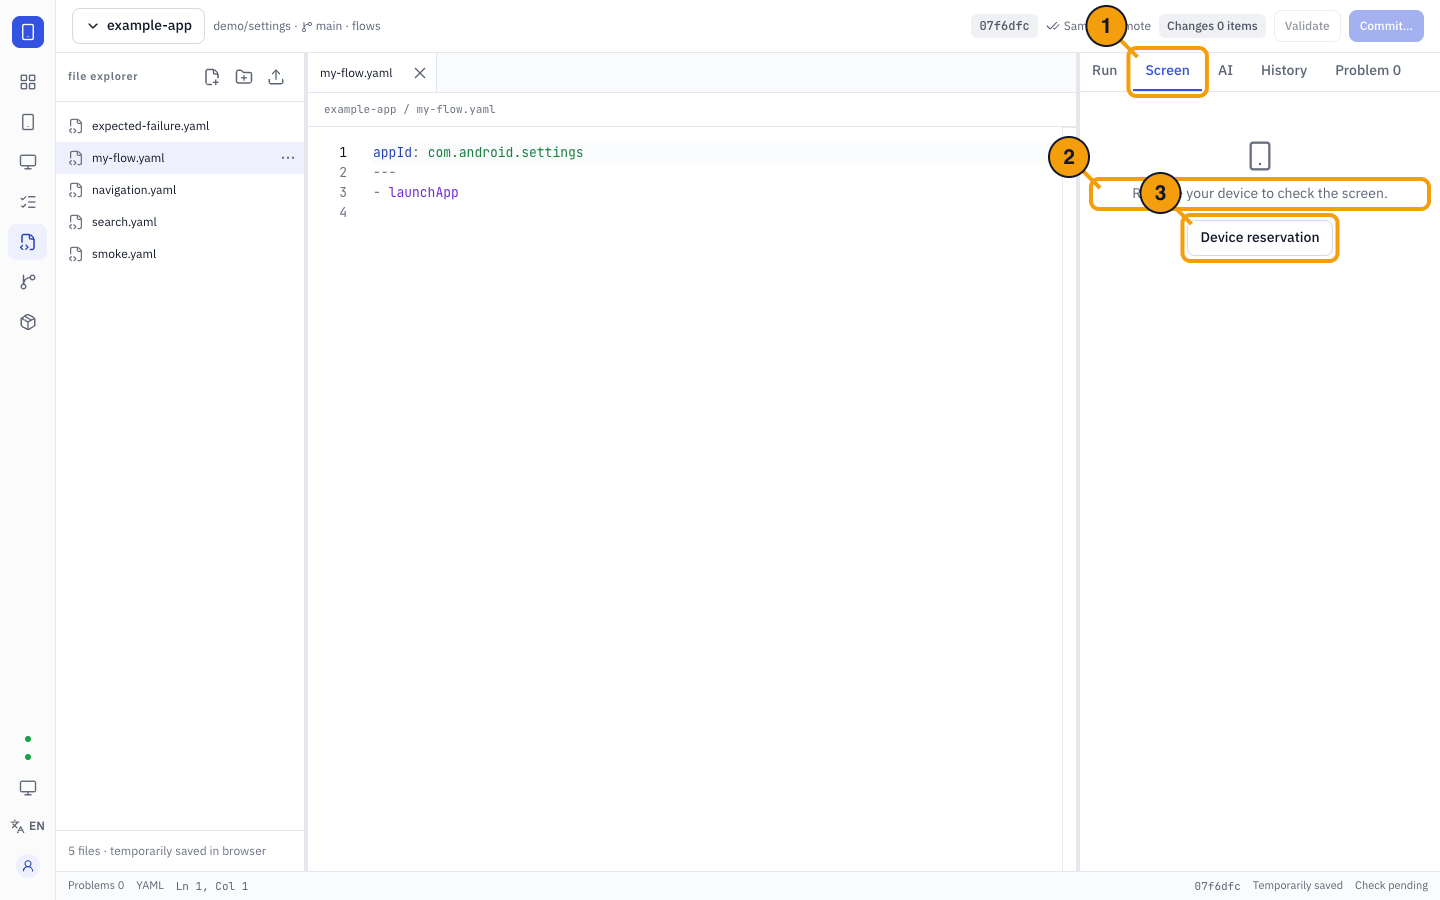 example-app
demo/settings · main · flows
07f6dfc
Changes 0 items
Validate
Commit...
1
file explorer
my-flow.yaml
Run
Screen
AI
History
Problem 0
example-app / my-flow.yaml
expected-failure.yaml
my-flow.yaml
navigation.yaml
search.yaml
smoke.yaml
1 appId: com.android.settings
2 ---
3 - launchApp
4
2
3
your device to check the screen.
Device reservation
EN
5 files · temporarily saved in browser
Problems 0
YAML
Ln 1, Col 1
07f6dfc
Temporarily saved
Check pending